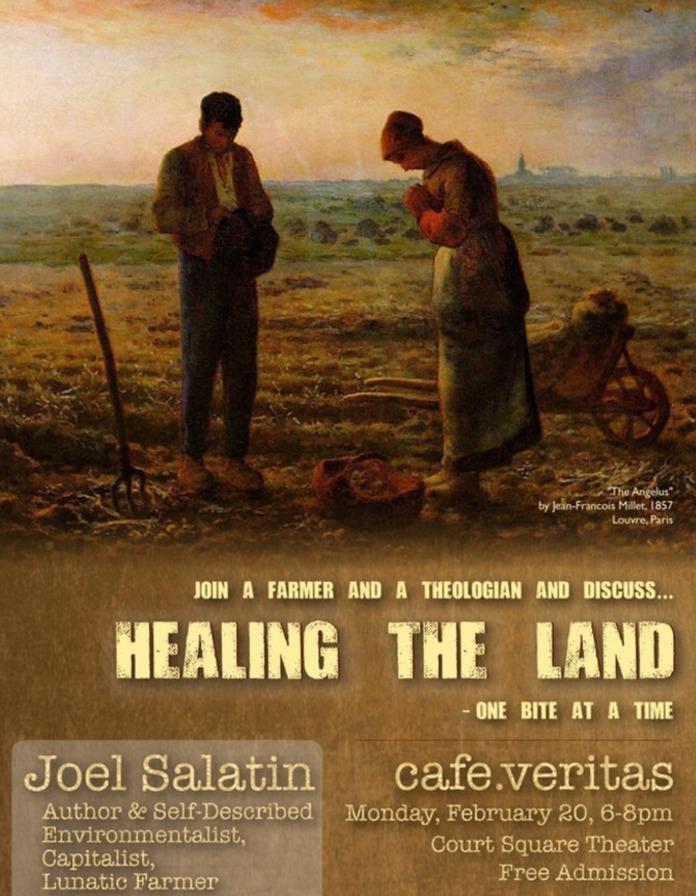 "The Angelus"
by Jean-Francois Millet, 1857
Louvre, Paris
JOIN A FARMER AND A THEOLOGIAN AND DISCUSS...
HEALING THE LAND
- ONE BITE AT A TIME
Joel Salatin
Author & Self-Described
Environmentalist,
Capitalist,
Lunatic Farmer
cafe.veritas
Monday, February 20, 6-8pm
Court Square Theater
Free Admission